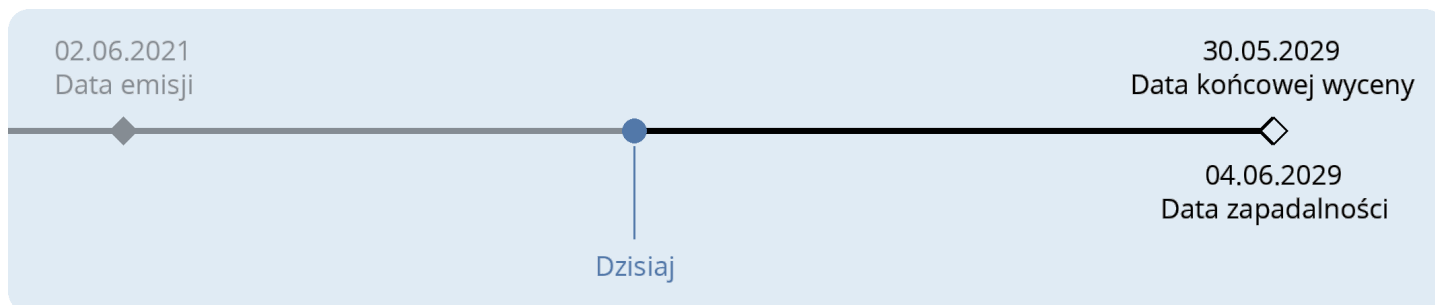 02.06.2021
Data emisji
30.05.2029
Data końcowej wyceny
04.06.2029
Data zapadalności
Dzisiaj